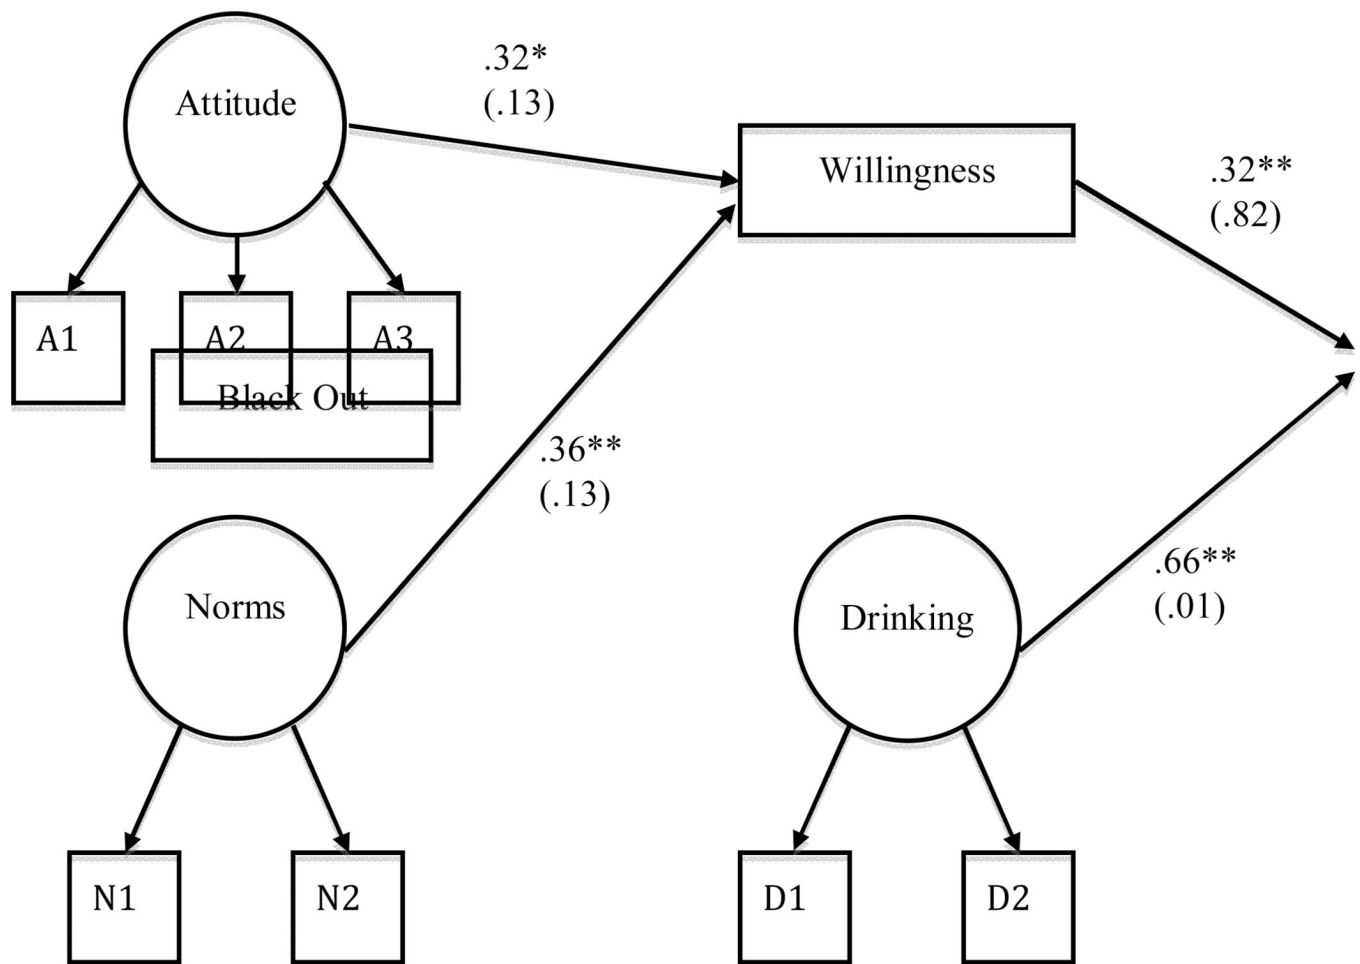 .32*
(.13)
Attitude
Willingness
.32**
(.82)
A1
A2
A3
Black Out
.36**
(.13)
Norms
Drinking
.66**
(.01)
N1
N2
D1
D2